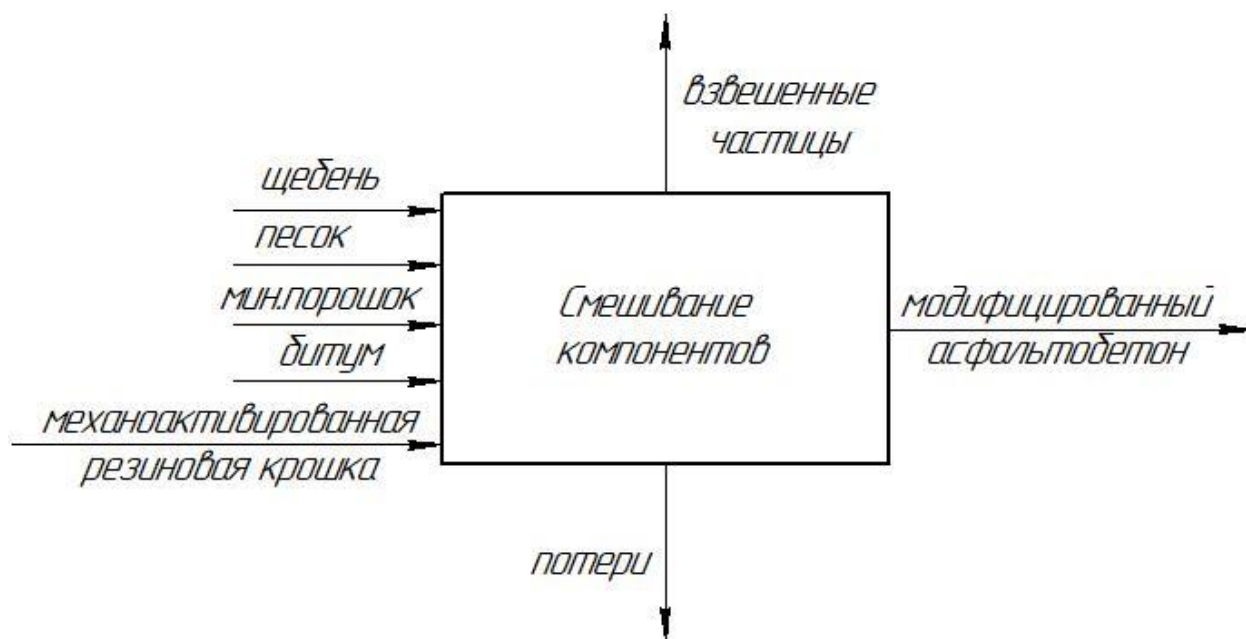 взвешенные
частицы
щебень
песок
мин.порошок
битум
механоактивированная
резиновая крошка
Смешивание
компонентов
модифицированный
асфальтобетон
потери